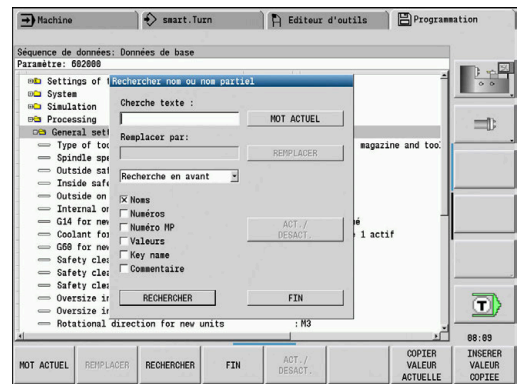 Machine
smart.Turn
Editeur d'outils
Programmation
Séquence de données: Données de base
Paramètre: 602000
Settings of
Rechercher nom ou nom partiel
System
Simulation
Cherche texte :
Processing
MOT ACTUEL
General sett
Remplacer par:
Type of too
REMPLACER
magazine and tool
Spindle spe
Outside saf
Recherche en avant
Inside safe
Outside on
Noms
Internal on
Numéros
G14 for new
Numéro MP
ACT./
DESACT.
Coolant for
Valeurs
1 actif
G60 for new
Key name
Safety clea
Commentaire
Safety clea
Safety clea
Oversize in
RECHERCHER
FIN
Oversize in
Rotational direction for new units : M3
08:09
MOT ACTUEL
REMPLACER
RECHERCHER
FIN
ACT./
DESACT.
COPIER
VALEUR
ACTUELLE
INSERER
VALEUR
COPIEE